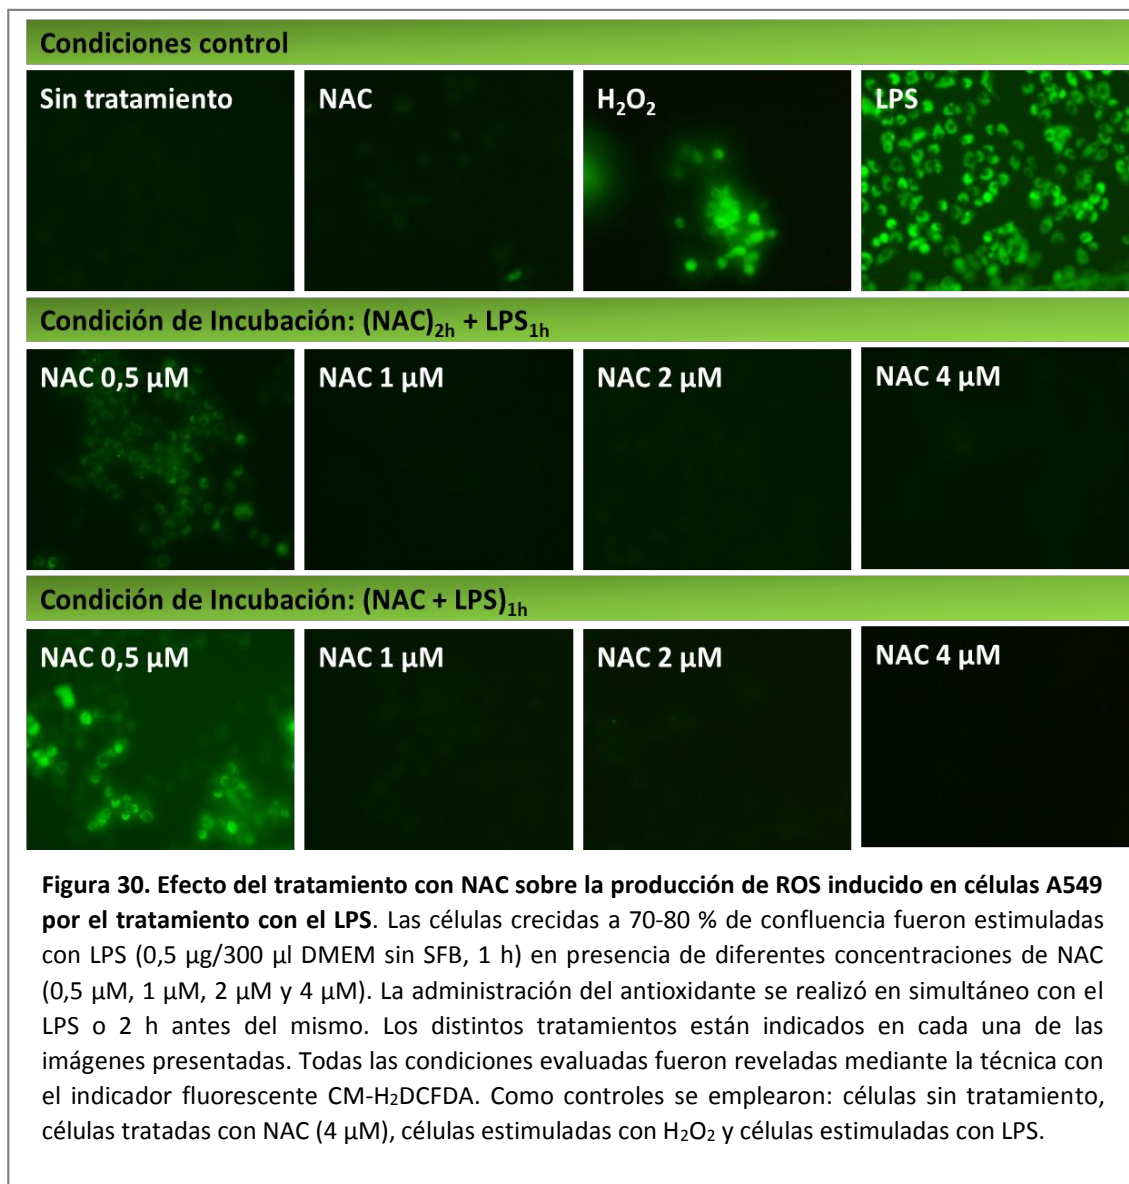 Condiciones control
Sin tratamiento
NAC
H₂O₂
LPS
Condición de Incubación: (NAC)₂ₕ + LPS₁ₕ
NAC 0,5 µM
NAC 1 µM
NAC 2 µM
NAC 4 µM
Condición de Incubación: (NAC + LPS)₁ₕ
NAC 0,5 µM
NAC 1 µM
NAC 2 µM
NAC 4 µM
Figura 30. Efecto del tratamiento con NAC sobre la producción de ROS inducido en células A549
por el tratamiento con el LPS. Las células crecidas a 70-80 % de confluencia fueron estimuladas
con LPS (0,5 µg/300 µl DMEM sin SFB, 1 h) en presencia de diferentes concentraciones de NAC
(0,5 µM, 1 µM, 2 µM y 4 µM). La administración del antioxidante se realizó en simultáneo con el
LPS o 2 h antes del mismo. Los distintos tratamientos están indicados en cada una de las
imágenes presentadas. Todas las condiciones evaluadas fueron reveladas mediante la técnica con
el indicador fluorescente CM-H₂DCFDA. Como controles se emplearon: células sin tratamiento,
células tratadas con NAC (4 µM), células estimuladas con H₂O₂ y células estimuladas con LPS.